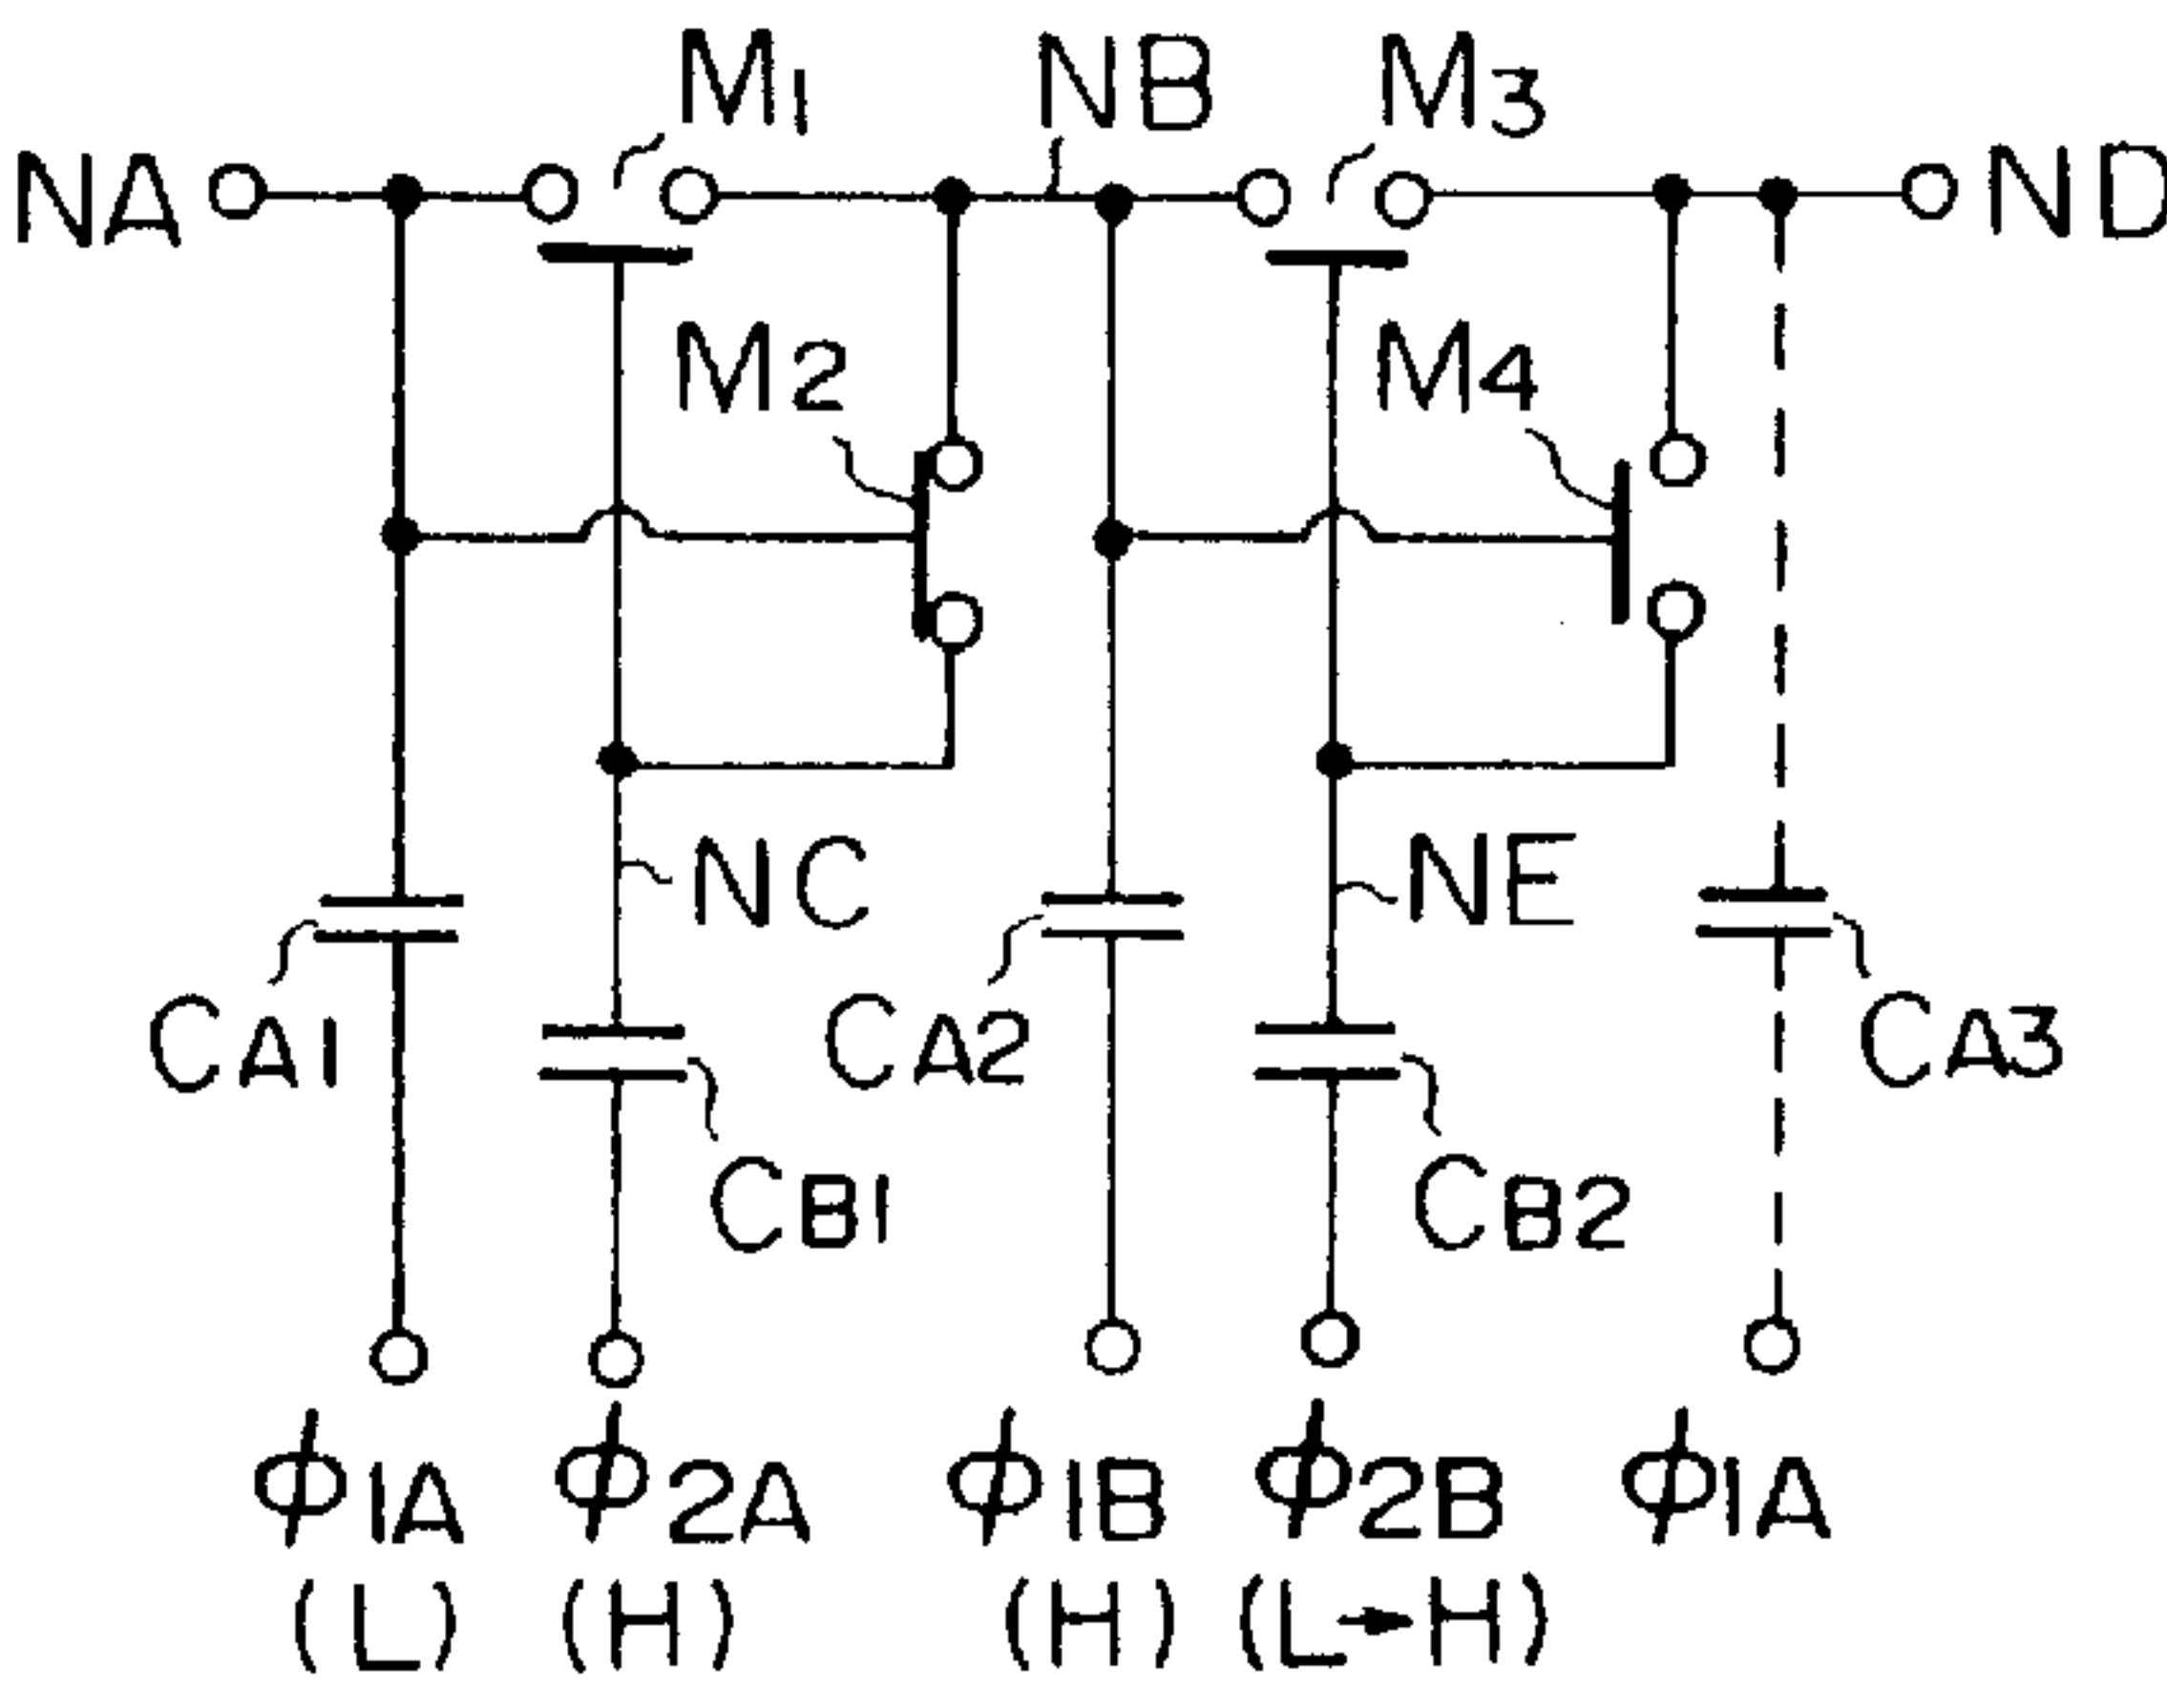 M1 NB M3
NA ND
M2 M4
NC NE
CA1 CA2 CA3
CB1 CB2
ϕ1A ϕ2A ϕ1B ϕ2B ϕ1A
(L) (H) (H) (L→H)